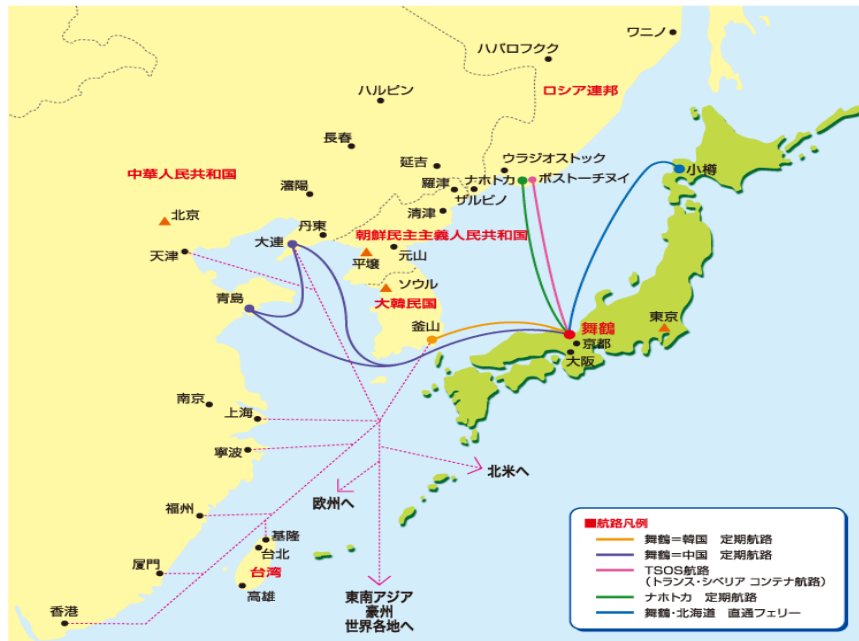 ワニノ
ハバロフクク
ロシア連邦
ハルビン
長春
延吉
ウラジオストック
中華人民共和国
瀋陽
羅津
ナホトカ
ボストーチヌイ
小樽
ザルビノ
北京
清津
丹東
大連
朝鮮民主主義人民共和国
天津
元山
平壌
ソウル
青島
大韓民国
釜山
舞鶴
東京
京都
大阪
南京
上海
寧波
北米へ
欧州へ
福州
基隆
台北
厦門
台湾
高雄
香港
東南アジア
豪州
世界各地へ
■航路凡例
舞鶴=韓国 定期航路
舞鶴=中国 定期航路
TSOS航路
(トランス・シベリア コンテナ航路)
ナホトカ 定期航路
舞鶴・北海道 直通フェリー